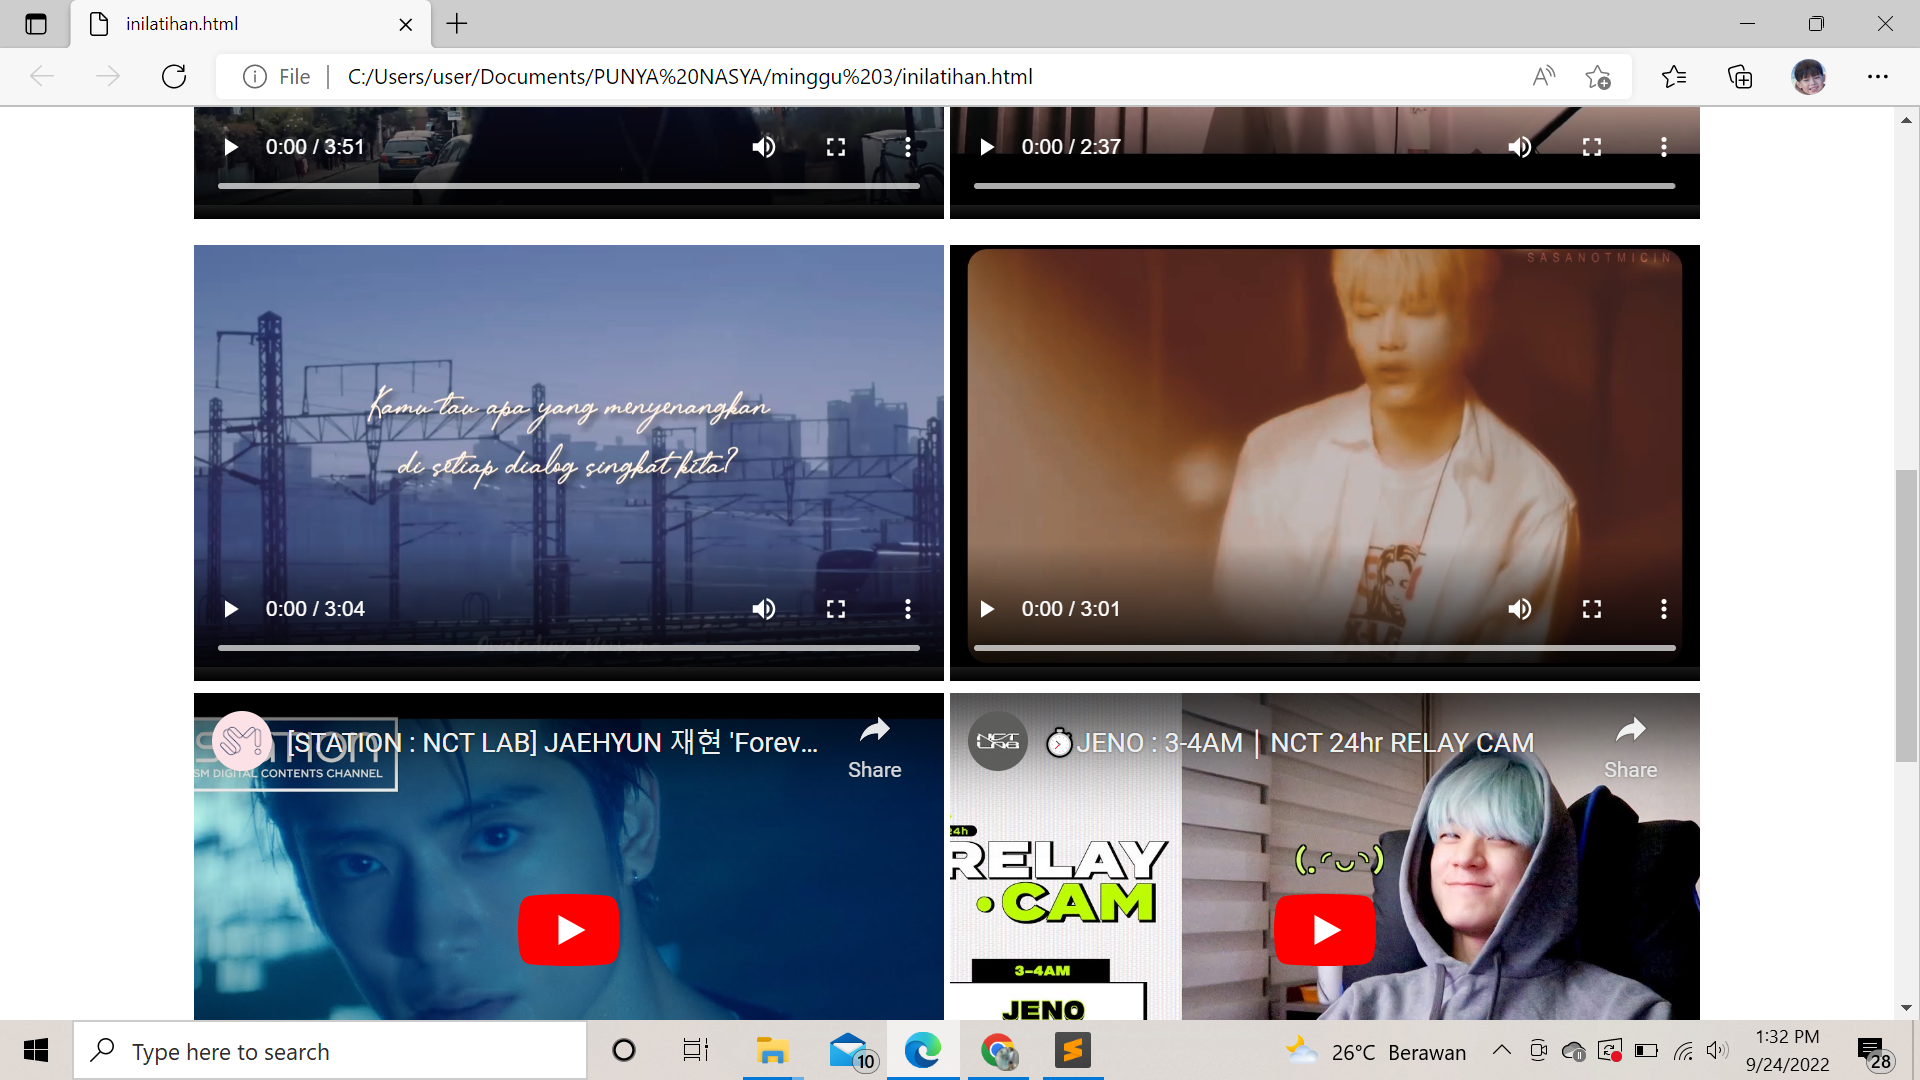 inilatihan.html
File
C:/Users/user/Documents/PUNYA%20NASYA/minggu%203/inilatihan.html
0:00 / 3:51
0:00 / 2:37
SASANOTMICIN
Kamu tau apa yang menyenangkan
di setiap dialog singkat kita?
0:00 / 3:04
0:00 / 3:01
[STATION : NCT LAB] JAEHYUN 재현 'Forev...
Share
SM DIGITAL CONTENTS CHANNEL
NCT LAB
JENO : 3-4AM | NCT 24hr RELAY CAM
Share
24h
RELAY
CAM
3-4AM
JENO
Type here to search
10
26°C Berawan
1:32 PM
9/24/2022
28